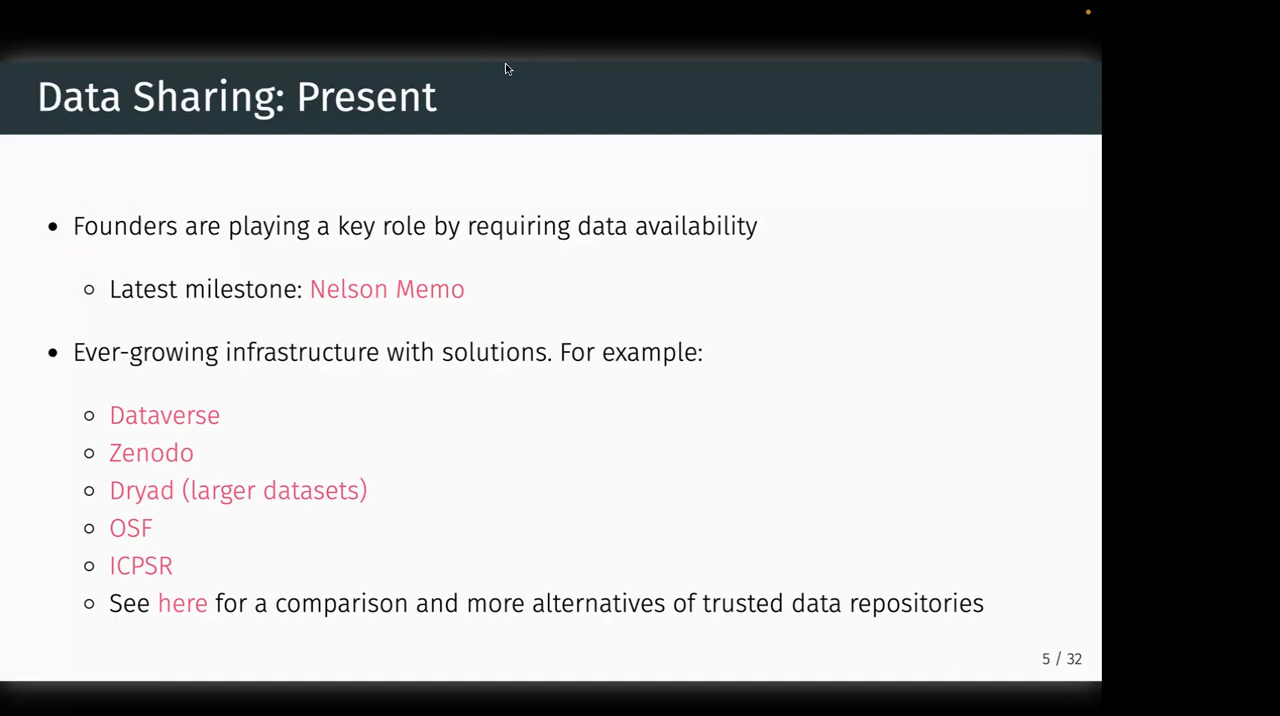 Data Sharing: Present
• Founders are playing a key role by requiring data availability
◦ Latest milestone: Nelson Memo
• Ever-growing infrastructure with solutions. For example:
◦ Dataverse
◦ Zenodo
◦ Dryad (larger datasets)
◦ OSF
◦ ICPSR
◦ See here for a comparison and more alternatives of trusted data repositories
5 / 32